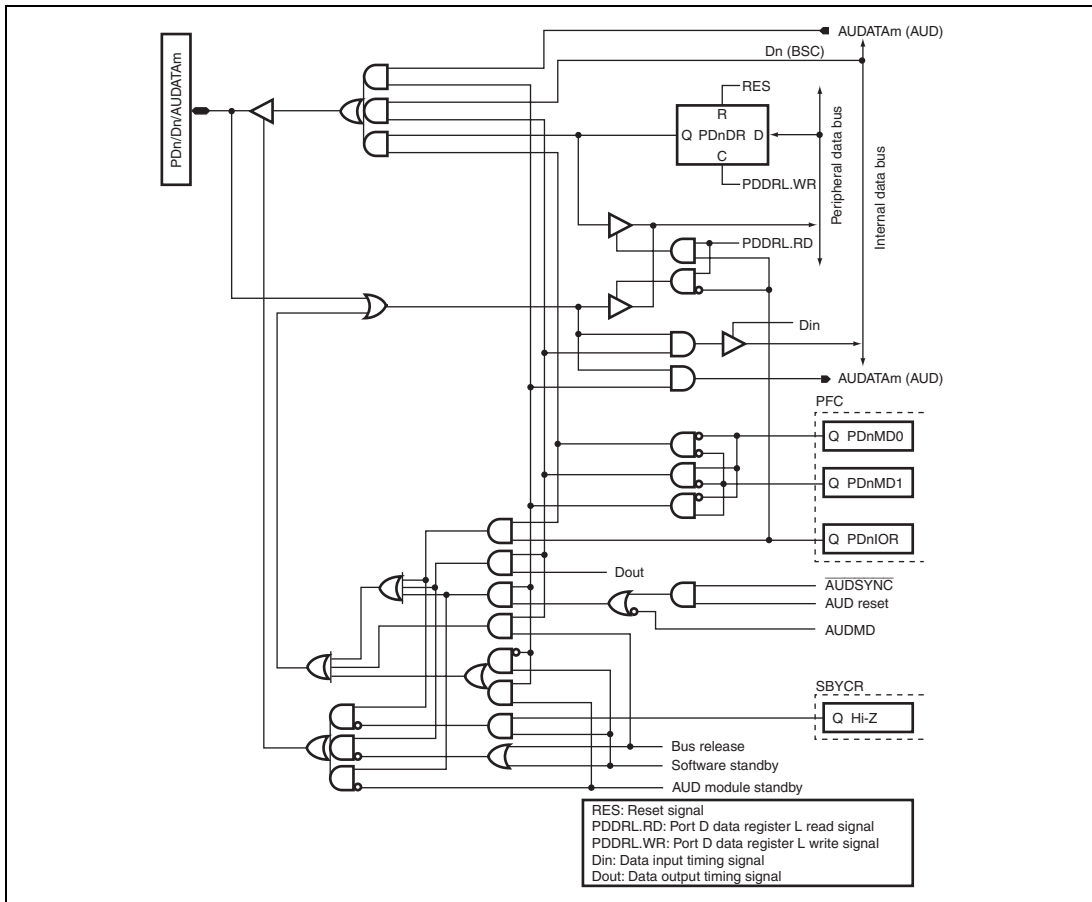 AUDATAm (AUD)
Dn (BSC)
PDn/Dn/AUDATAm
RES
R
Q PDnDR D
C
PDDRL.WR
Peripheral data bus
Internal data bus
PDDRL.RD
Din
AUDATAm (AUD)
PFC
Q PDnMD0
Q PDnMD1
Q PDnIOR
Dout
AUDSYNC
AUD reset
AUDMD
SBYCR
Q Hi-Z
Bus release
Software standby
AUD module standby
RES: Reset signal
PDDRL.RD: Port D data register L read signal
PDDRL.WR: Port D data register L write signal
Din: Data input timing signal
Dout: Data output timing signal